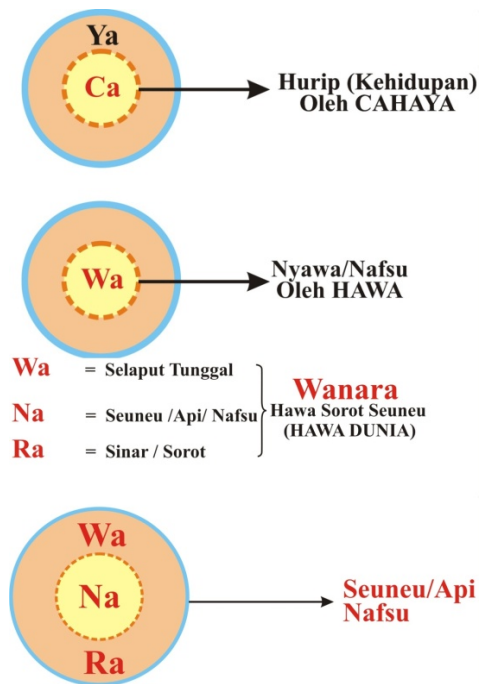 Ya
Ca
Hurip (Kehidupan)
Oleh CAHAYA
Wa
Nyawa/Nafsu
Oleh HAWA
Wa = Selaput Tunggal
Na = Seuneu /Api/ Nafsu
Ra = Sinar / Sorot
Wanara
Hawa Sorot Seuneu
(HAWA DUNIA)
Wa
Na
Ra
Seuneu/Api
Nafsu